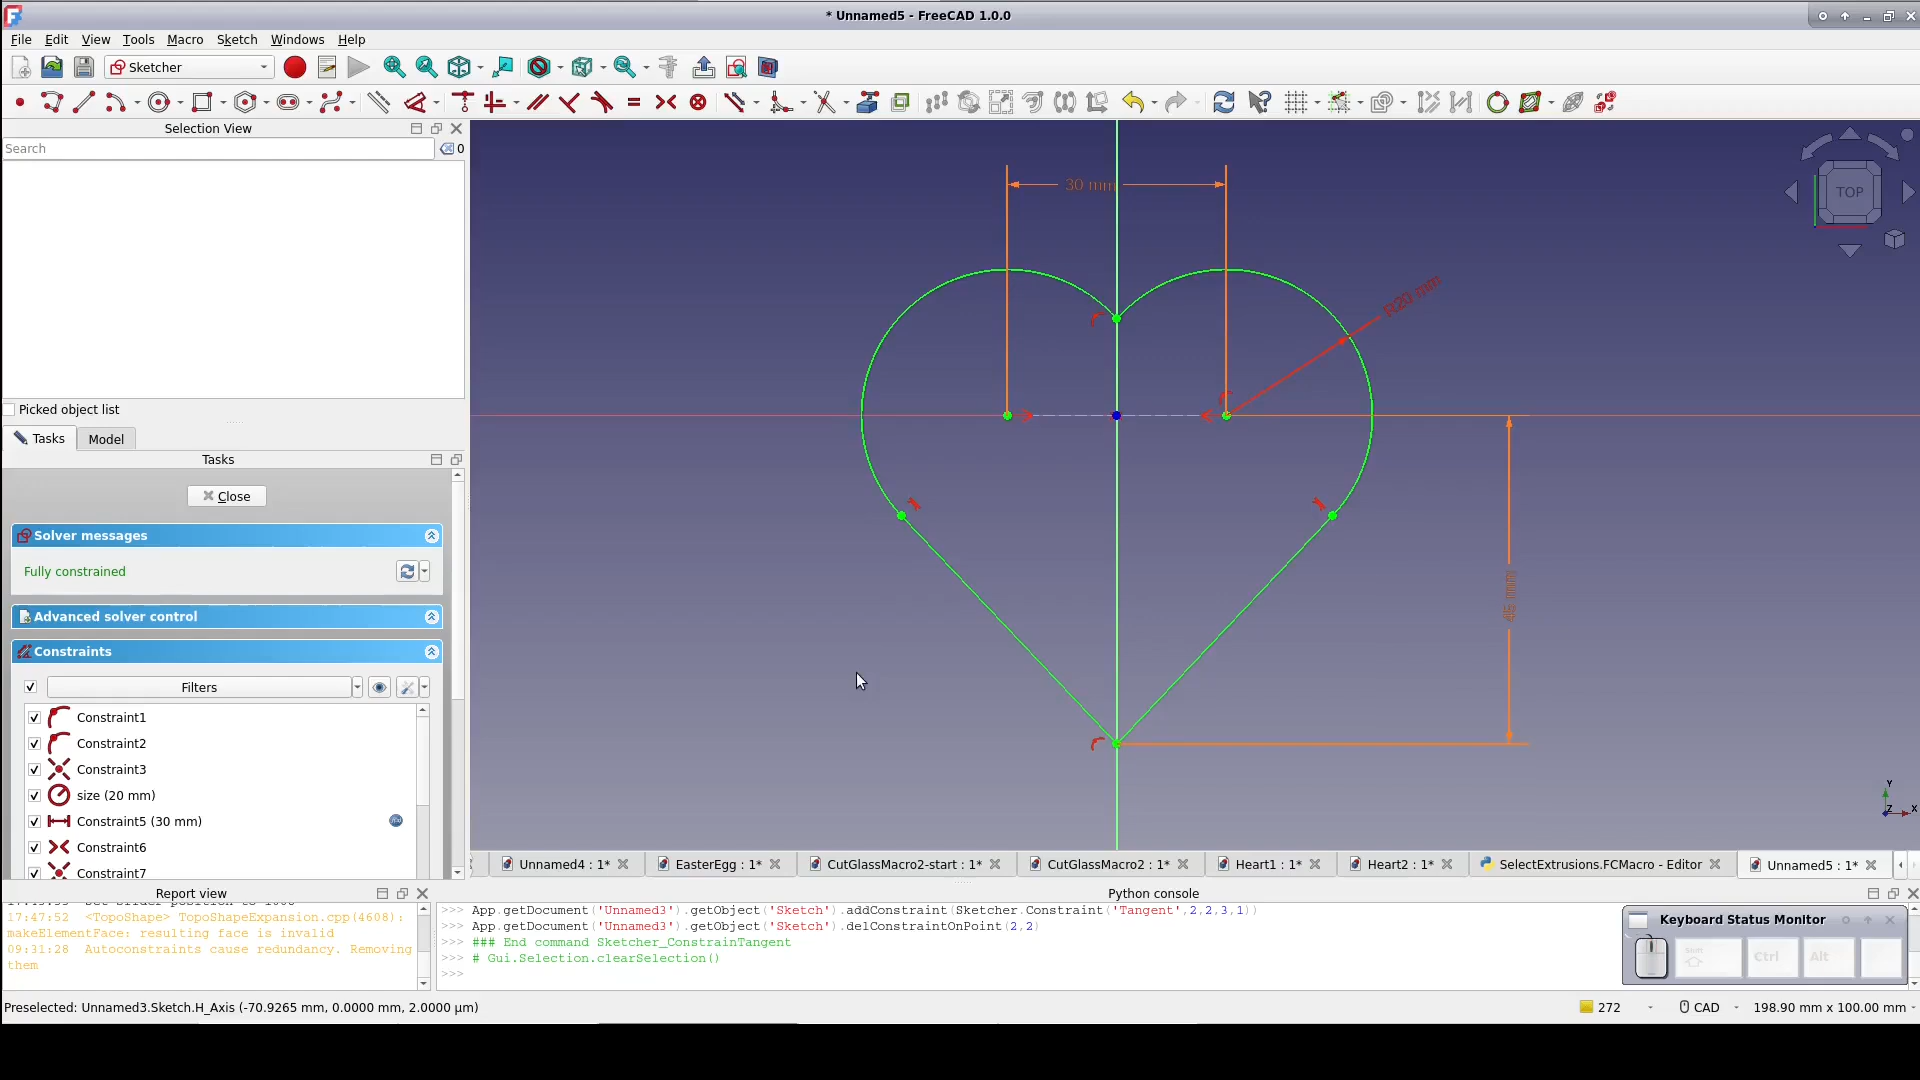 * Unnamed5 - FreeCAD 1.0.0
File Edit View Tools Macro Sketch Windows Help
Sketcher
Selection View
Search
0
Picked object list
Tasks Model
Tasks
Close
Solver messages
Fully constrained
Advanced solver control
Constraints
Filters
Constraint1
Constraint2
Constraint3
size (20 mm)
Constraint5 (30 mm)
Constraint6
Constraint7
30 mm
R20 mm
45 mm
TOP
Y
Z
X
Unnamed4 : 1* EasterEgg : 1* CutGlassMacro2-start : 1* CutGlassMacro2 : 1* Heart1 : 1* Heart2 : 1* SelectExtrusions.FCMacro - Editor Unnamed5 : 1*
Report view
17:47:52 <TopoShape> TopoShapeExpansion.cpp(4608):
makeElementFace: resulting face is invalid
09:31:28 Autoconstraints cause redundancy. Removing
them
Python console
>>> App.getDocument('Unnamed3').getObject('Sketch').addConstraint(Sketcher.Constraint('Tangent',2,2,3,1))
>>> App.getDocument('Unnamed3').getObject('Sketch').delConstraintOnPoint(2,2)
>>> ### End command Sketcher_ConstrainTangent
>>> # Gui.Selection.clearSelection()
>>>
Keyboard Status Monitor
Shift
Ctrl
Alt
Preselected: Unnamed3.Sketch.H_Axis (-70.9265 mm, 0.0000 mm, 2.0000 µm)
272
CAD
198.90 mm x 100.00 mm